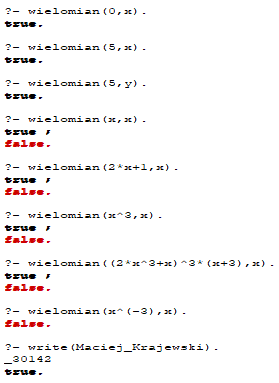 ?- wielomian(0,x).
true.
?- wielomian(5,x).
true.
?- wielomian(5,y).
true.
?- wielomian(x,x).
true ;
false.
?- wielomian(2*x+1,x).
true ;
false.
?- wielomian(x^3,x).
true ;
false.
?- wielomian((2*x^3+x)^3*(x+3),x).
true ;
false.
?- wielomian(x^(-3),x).
false.
?- write(Maciej_Krajewski).
_30142
true.